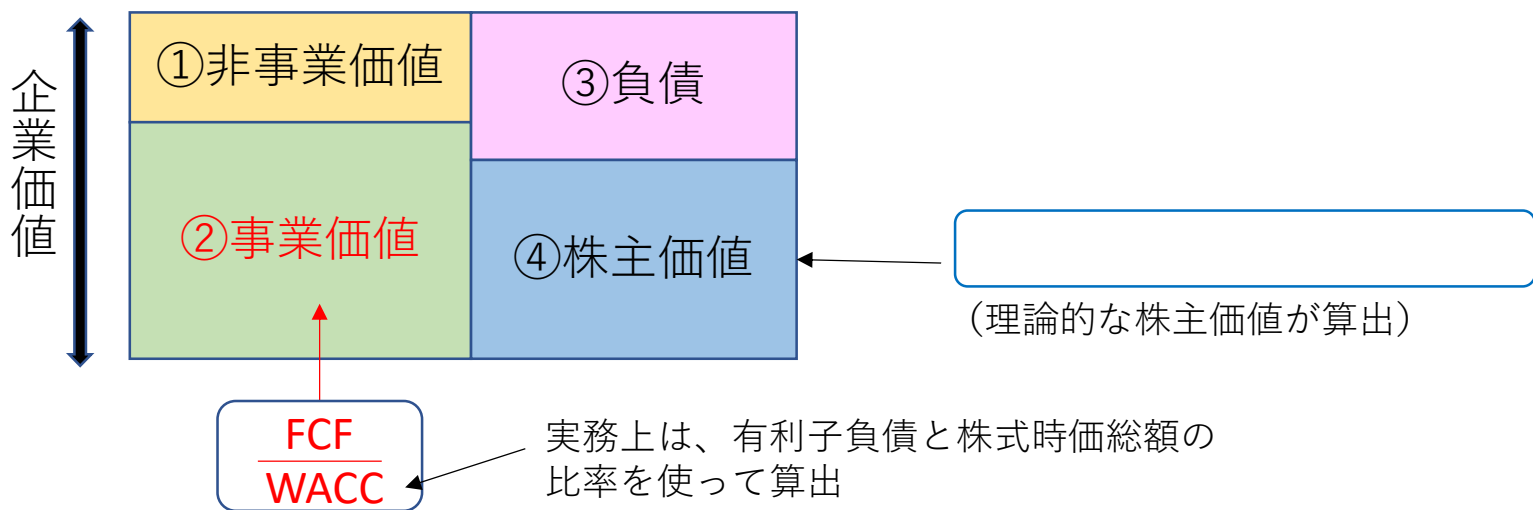 企業価値
①非事業価値
③負債
②事業価値
④株主価値
（理論的な株主価値が算出）
FCF
WACC
実務上は、有利子負債と株式時価総額の
比率を使って算出